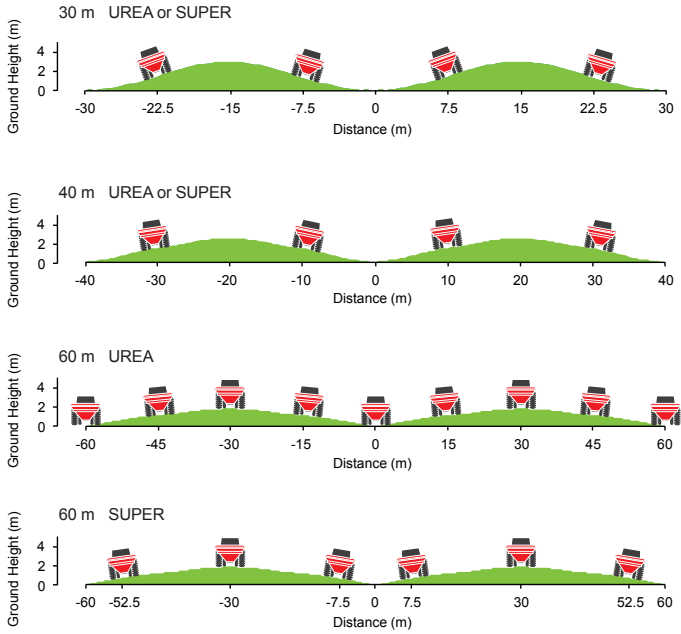 30 m UREA or SUPER
Ground Height (m)
4
2
0
-30 -22.5 -15 -7.5 0 7.5 15 22.5 30
Distance (m)
40 m UREA or SUPER
Ground Height (m)
4
2
0
-40 -30 -20 -10 0 10 20 30 40
Distance (m)
60 m UREA
Ground Height (m)
4
2
0
-60 -45 -30 -15 0 15 30 45 60
Distance (m)
60 m SUPER
Ground Height (m)
4
2
0
-60 -52.5 -30 -7.5 0 7.5 30 52.5 60
Distance (m)